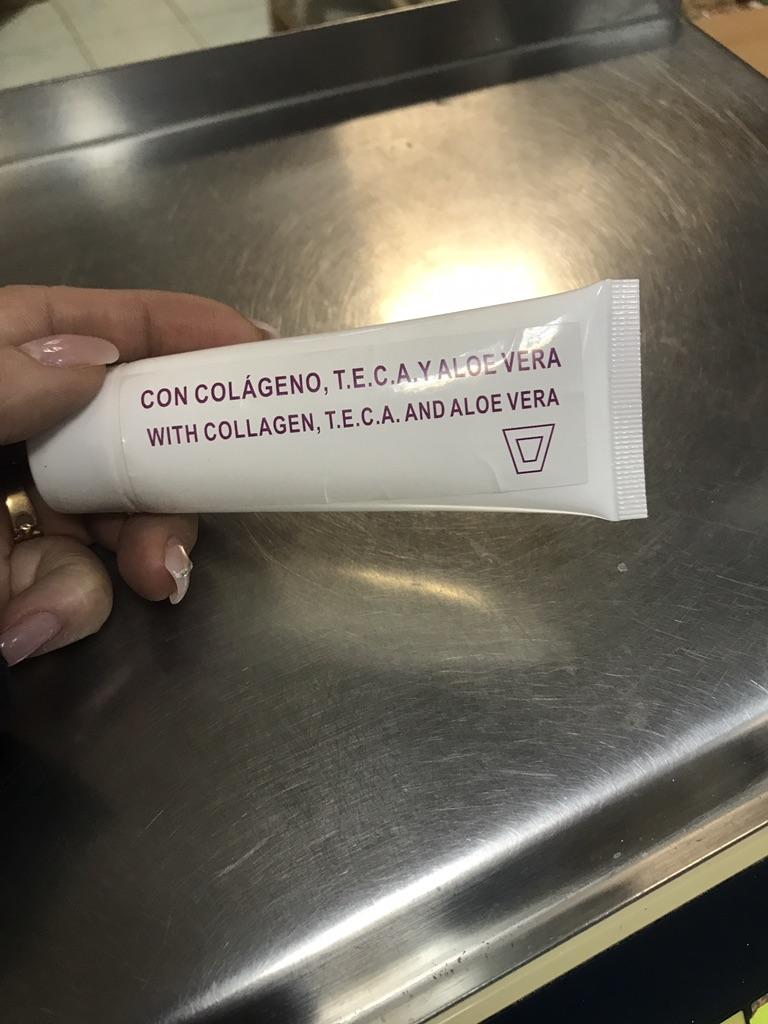 CON COLÁGENO, T.E.C.A.Y ALOE VERA
WITH COLLAGEN, T.E.C.A. AND ALOE VERA